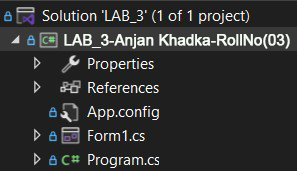 Solution 'LAB_3' (1 of 1 project)
C# LAB_3-Anjan Khadka-RollNo(03)
Properties
References
App.config
Form1.cs
C# Program.cs